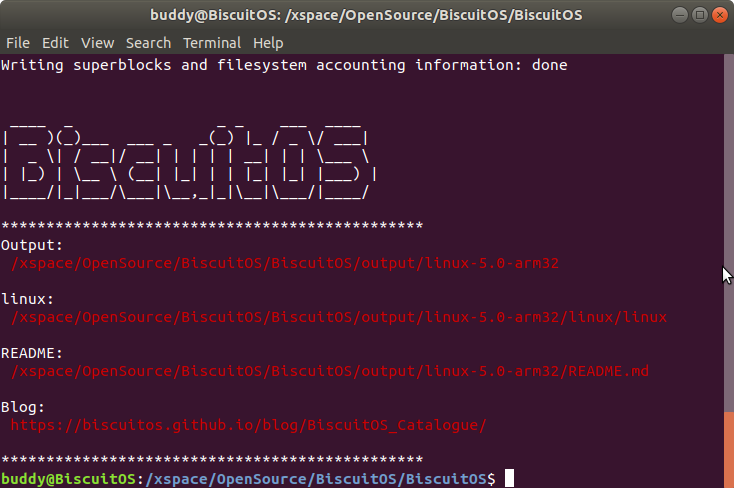 buddy@BiscuitOS: /xspace/OpenSource/BiscuitOS/BiscuitOS
File Edit View Search Terminal Help
Writing superblocks and filesystem accounting information: done
BiscuitOS
***********************************************
Output:
/xspace/OpenSource/BiscuitOS/BiscuitOS/output/linux-5.0-arm32
linux:
/xspace/OpenSource/BiscuitOS/BiscuitOS/output/linux-5.0-arm32/linux/linux
README:
/xspace/OpenSource/BiscuitOS/BiscuitOS/output/linux-5.0-arm32/README.md
Blog:
https://biscuitos.github.io/blog/BiscuitOS_Catalogue/
***********************************************
buddy@BiscuitOS:/xspace/OpenSource/BiscuitOS/BiscuitOS$